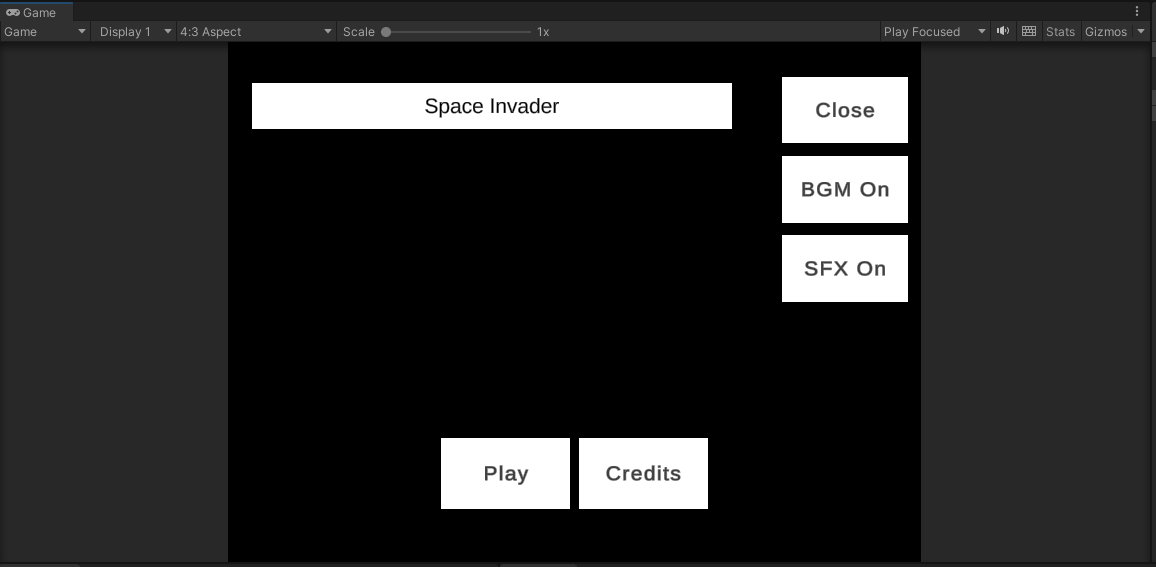 Game
Game Display 1 4:3 Aspect Scale 1x Play Focused Stats Gizmos
Space Invader
Close
BGM On
SFX On
Play Credits